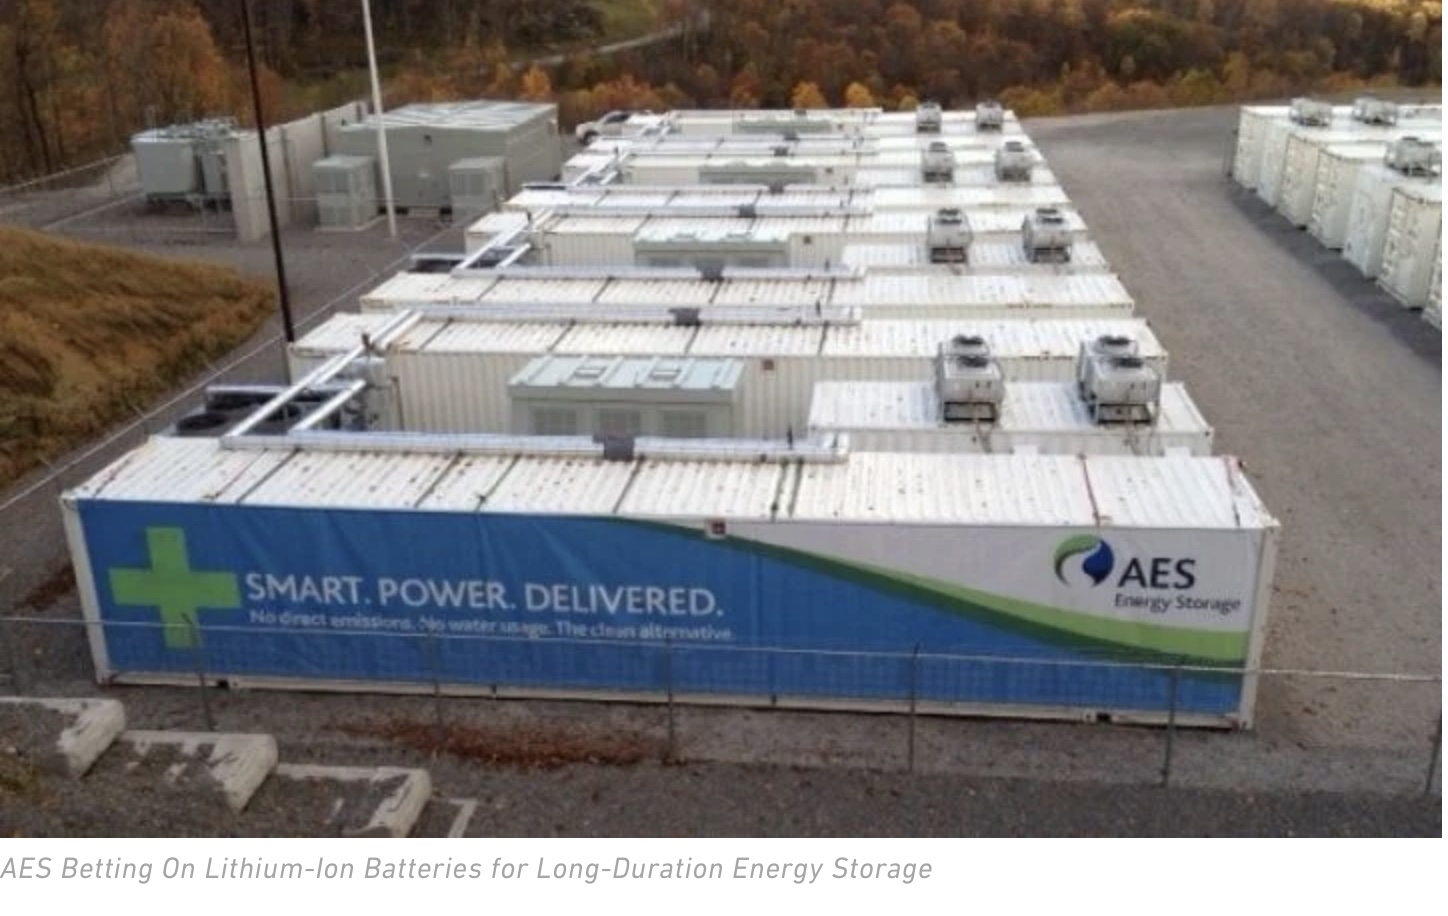 SMART. POWER. DELIVERED.
No direct emissions. No water usage. The clean alternative.
AES
Energy Storage
AES Betting On Lithium-Ion Batteries for Long-Duration Energy Storage